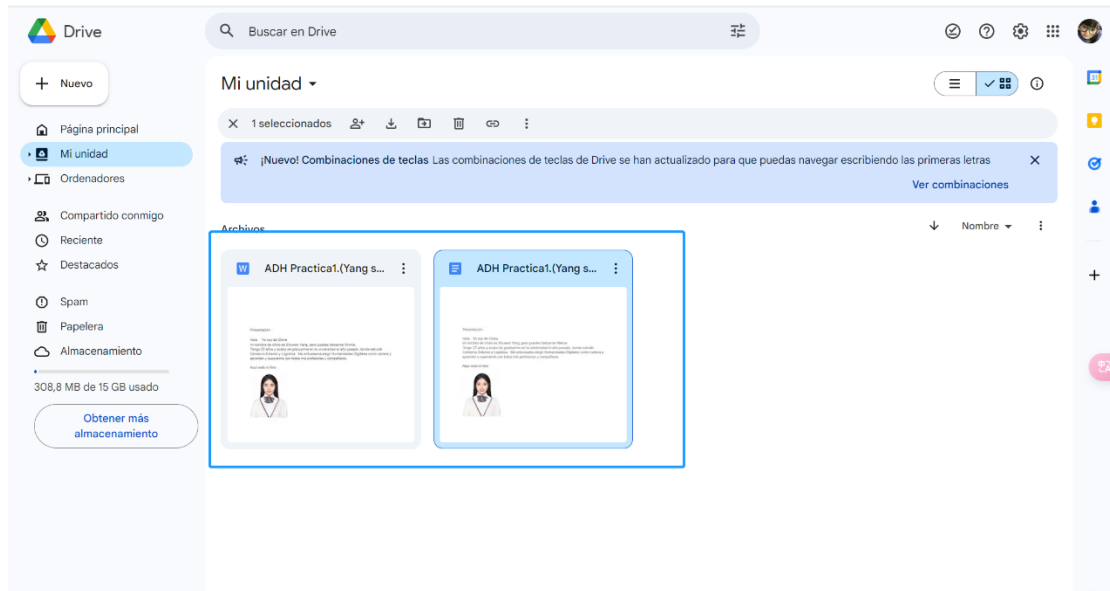 Drive
Buscar en Drive
Nuevo
Mi unidad
1 seleccionados
Página principal
Mi unidad
Ordenadores
Compartido conmigo
Reciente
Destacados
Spam
Papelera
Almacenamiento
308,8 MB de 15 GB usado
Obtener más
almacenamiento
¡Nuevo! Combinaciones de teclas Las combinaciones de teclas de Drive se han actualizado para que puedas navegar escribiendo las primeras letras
Ver combinaciones
Archivos
Nombre
ADH Practica1.(Yang s...
ADH Practica1.(Yang s...
31